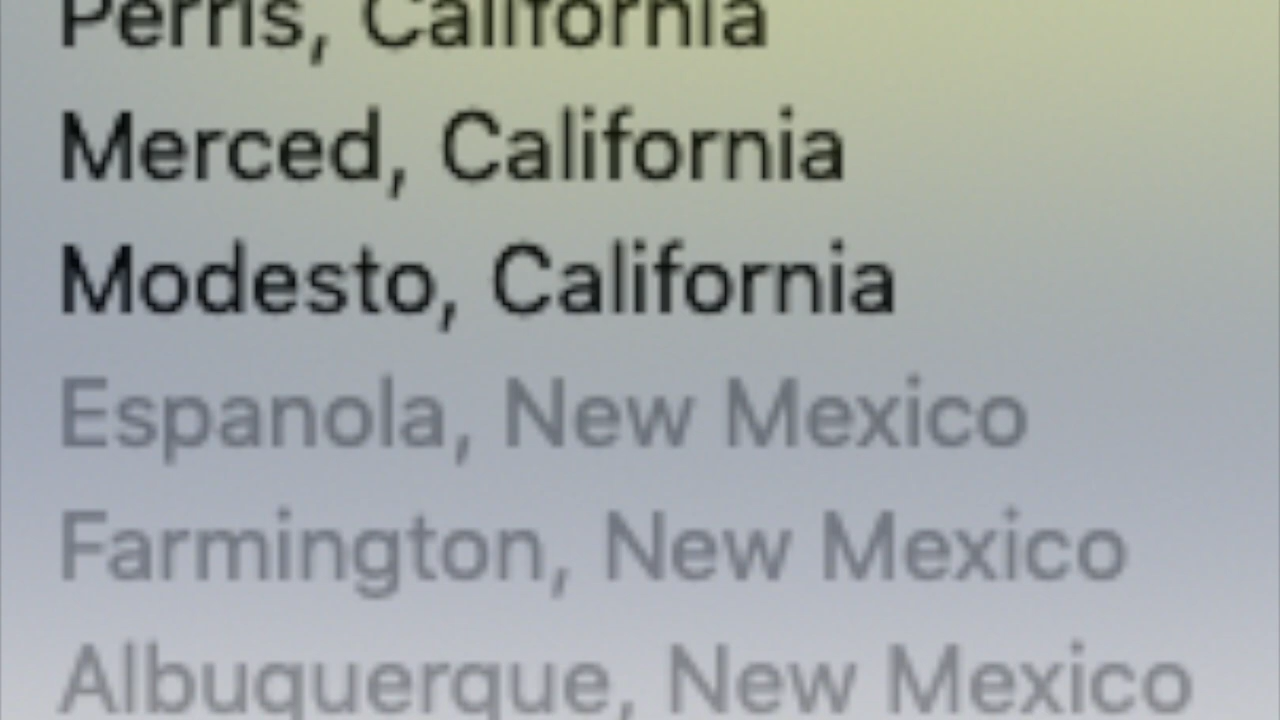 Perris, California
Merced, California
Modesto, California
Espanola, New Mexico
Farmington, New Mexico
Albuquerque, New Mexico